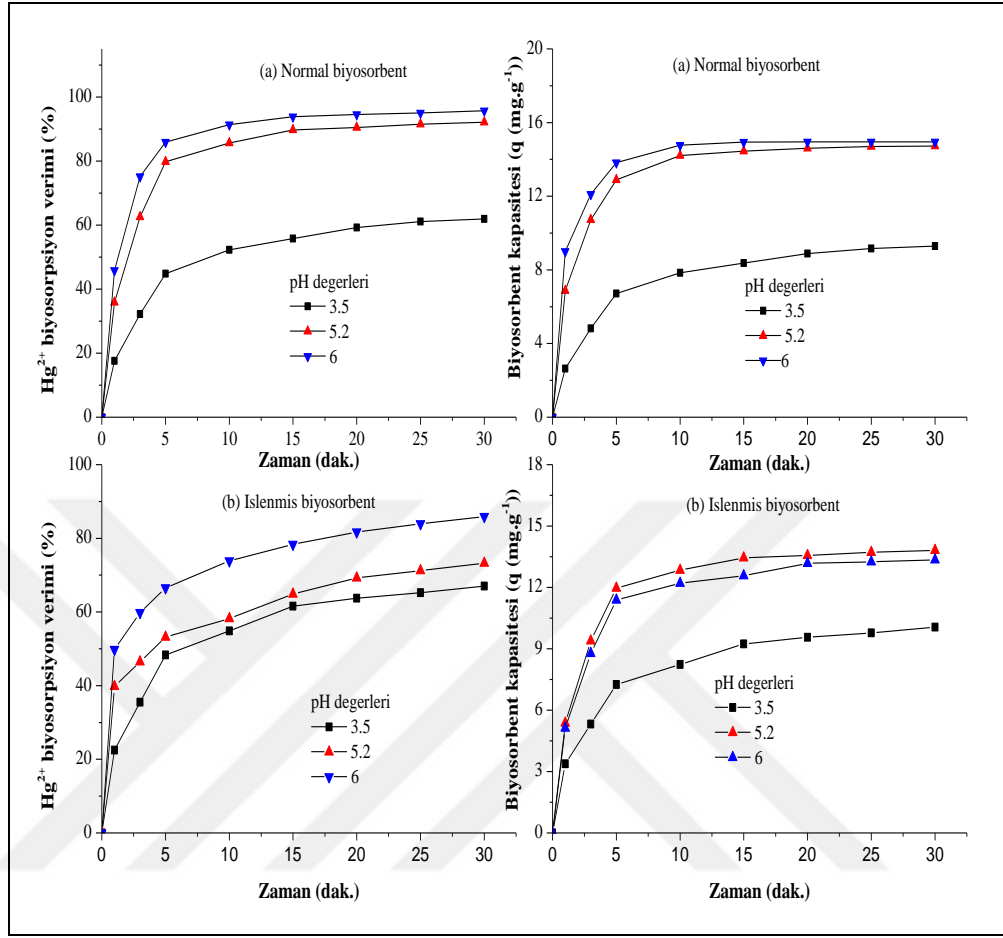 (a) Normal biyosorbent
Hg²⁺ biyosorpsiyon verimi (%)
100
80
60
40
20
0
pH degerleri
3.5
5.2
6
0 5 10 15 20 25 30
Zaman (dak.)
(a) Normal biyosorbent
Biyosorbent kapasitesi (q (mg.g⁻¹))
20
16
12
8
4
0
pH degerleri
3.5
5.2
6
0 5 10 15 20 25 30
Zaman (dak.)
(b) Islenmis biyosorbent
Hg²⁺ biyosorpsiyon verimi (%)
100
80
60
40
20
0
pH degerleri
3.5
5.2
6
0 5 10 15 20 25 30
Zaman (dak.)
(b) Islenmis biyosorbent
Biyosorbent kapasitesi (q (mg.g⁻¹))
18
15
12
9
6
3
0
pH degerleri
3.5
5.2
6
0 5 10 15 20 25 30
Zaman (dak.)